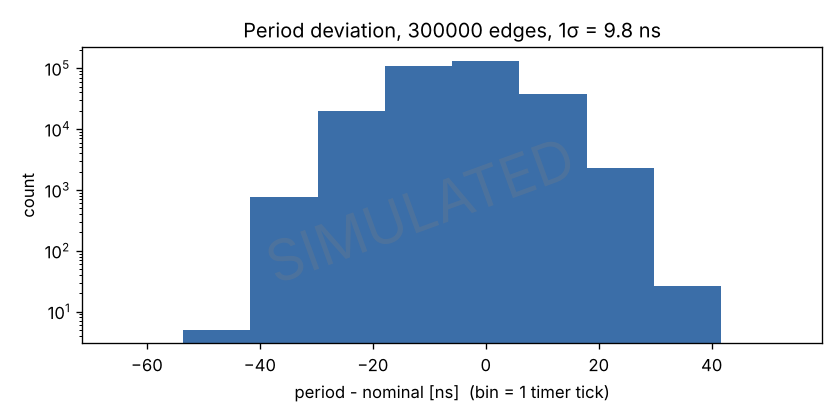 Period deviation, 300000 edges, 1σ = 9.8 ns
count
10⁵
10⁴
10³
10²
10¹
SIMULATED
−60 −40 −20 0 20 40
period - nominal [ns] (bin = 1 timer tick)